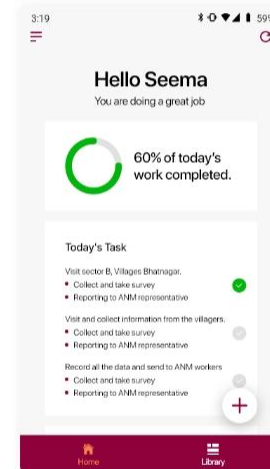 3:19
59%
Hello Seema
You are doing a great job
60% of today's
work completed.
Today's Task
Visit sector B, Villages Bhatnagar.
Collect and take survey
Reporting to ANM representative
Visit and collect information from the villagers.
Collect and take survey
Reporting to ANM representative
Record all the data and send to ANM workers
Collect and take survey
Reporting to ANM representative
+
Home
Library